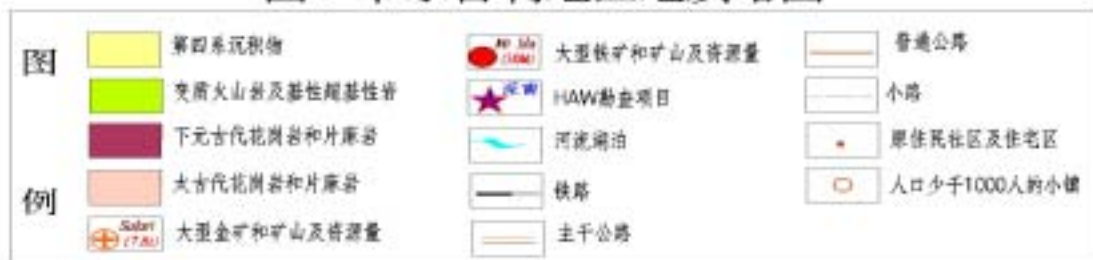 图
例
第四系沉积物
变质火山岩及基性超基性岩
下元古代花岗岩和片麻岩
太古代花岗岩和片麻岩
大型金矿和矿山及资源量
大型铁矿和矿山及资源量
HAW勘查项目
河流湖泊
铁路
主干公路
普通公路
小路
原住民社区及住宅区
人口少于1000人的小镇